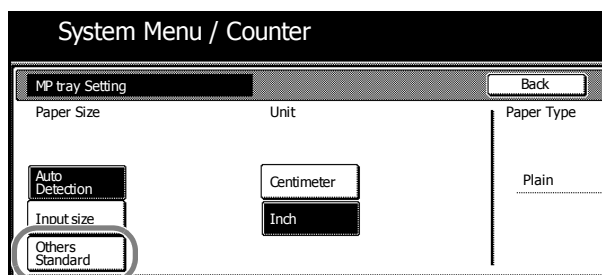 System Menu / Counter
MP tray Setting
Back
Paper Size
Unit
Paper Type
Auto
Detection
Centimeter
Plain
Input size
Inch
Others
Standard